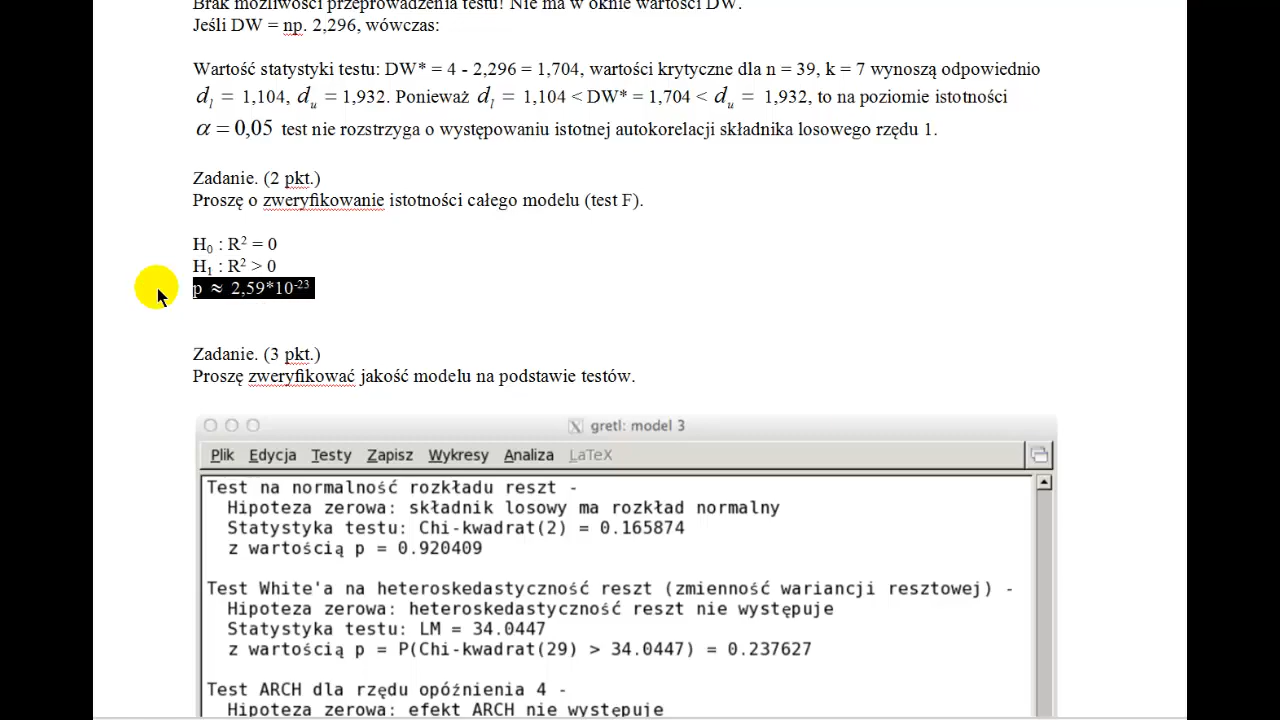 Brak możliwości przeprowadzenia testu! Nie ma w oknie wartości DW.
Jeśli DW = np. 2,296, wówczas:
Wartość statystyki testu: DW* = 4 - 2,296 = 1,704, wartości krytyczne dla n = 39, k = 7 wynoszą odpowiednio
dₗ = 1,104, dᵤ = 1,932. Ponieważ dₗ = 1,104 < DW* = 1,704 < dᵤ = 1,932, to na poziomie istotności
α = 0,05 test nie rozstrzyga o występowaniu istotnej autokorelacji składnika losowego rzędu 1.
Zadanie. (2 pkt.)
Proszę o zweryfikowanie istotności całego modelu (test F).
H₀ : R² = 0
H₁ : R² > 0
p ≈ 2,59*10⁻²³
Zadanie. (3 pkt.)
Proszę zweryfikować jakość modelu na podstawie testów.
gretl: model 3
Plik Edycja Testy Zapisz Wykresy Analiza LaTeX
Test na normalność rozkładu reszt -
Hipoteza zerowa: składnik losowy ma rozkład normalny
Statystyka testu: Chi-kwadrat(2) = 0.165874
z wartością p = 0.920409
Test White'a na heteroskedastyczność reszt (zmienność wariancji resztowej) -
Hipoteza zerowa: heteroskedastyczność reszt nie występuje
Statystyka testu: LM = 34.0447
z wartością p = P(Chi-kwadrat(29) > 34.0447) = 0.237627
Test ARCH dla rzędu opóźnienia 4 -
Hipoteza zerowa: efekt ARCH nie występuje